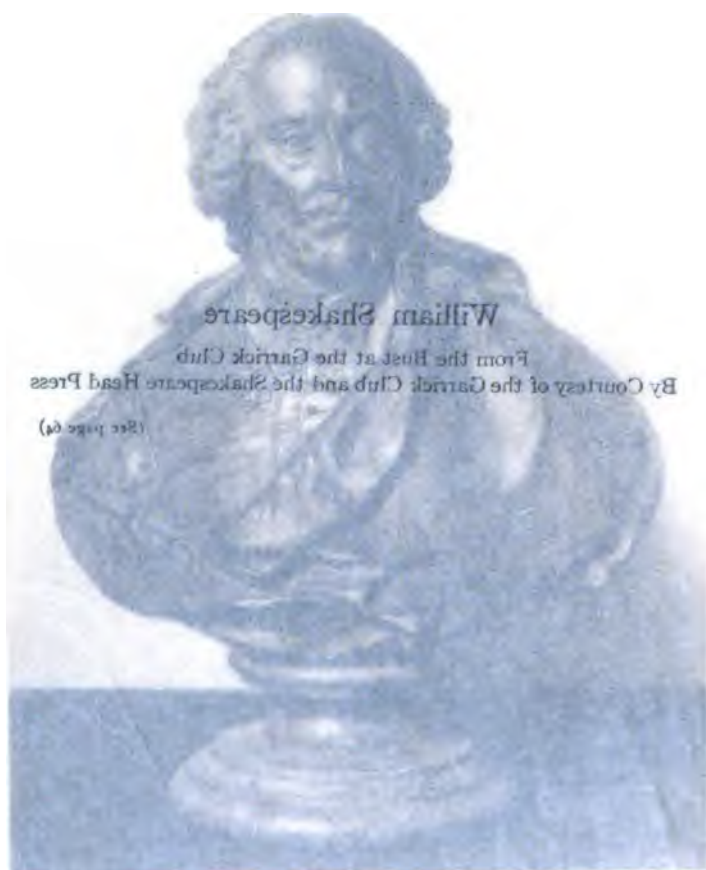 William Shakespeare
From the Bust at the Garrick Club
By Courtesy of the Garrick Club and the Shakespeare Head Press
(See page 64)